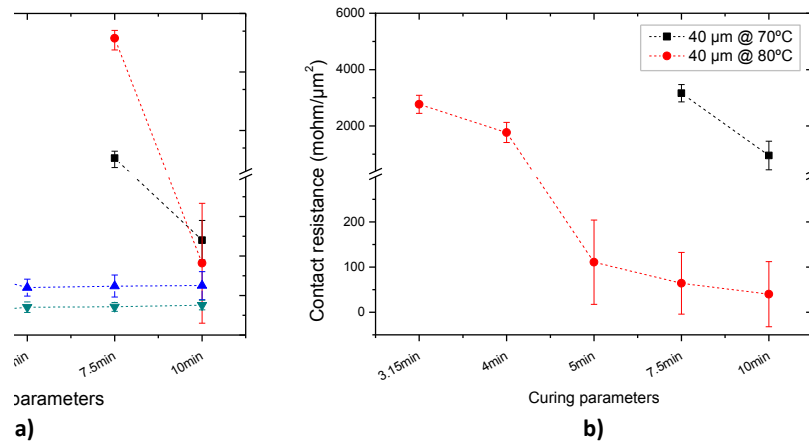 6000
40 µm @ 70ºC
40 µm @ 80ºC
4000
2000
200
100
0
Contact resistance (mohm/µm²)
min
7.5min
10min
3.15min
4min
5min
7.5min
10min
parameters
Curing parameters
a)
b)